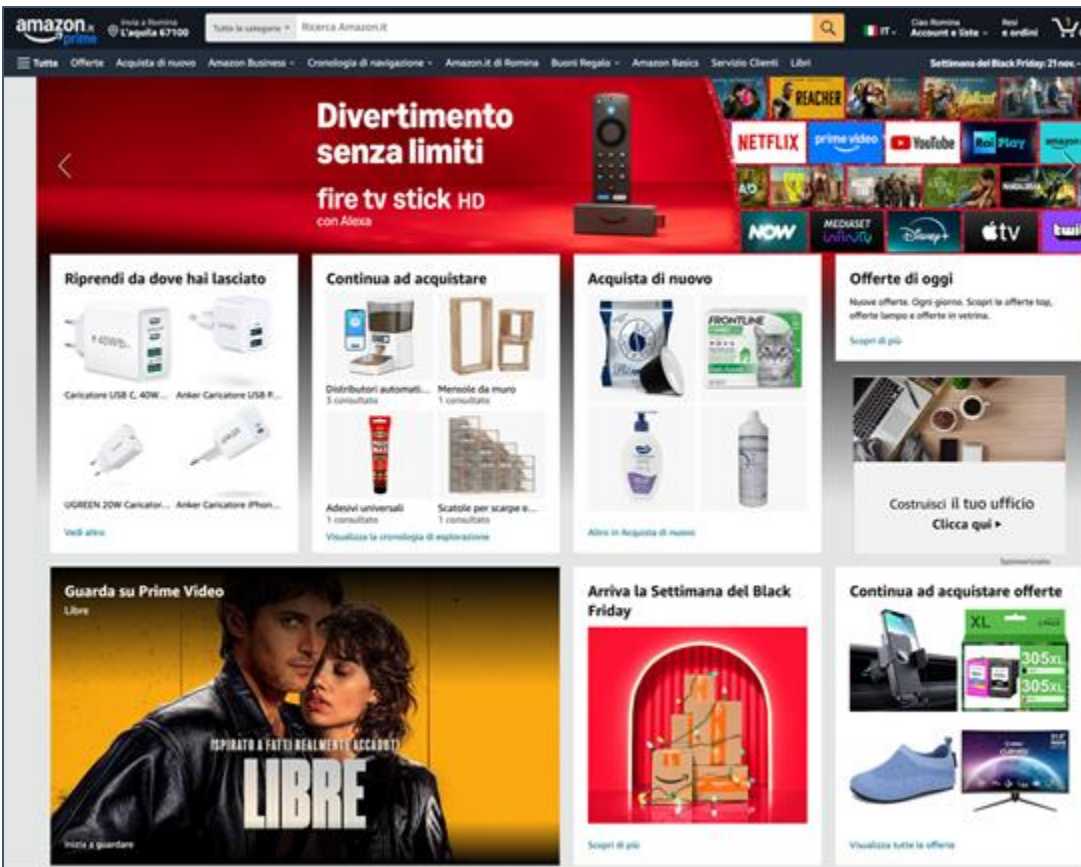 amazon.it
prime
Invia a Romina
L'aquila 67100
Tutte le categorie
Ricerca Amazon.it
IT
Ciao Romina
Account e liste
Resi
e ordini
Tutte Offerte Acquista di nuovo Amazon Business Cronologia di navigazione Amazon.it di Romina Buoni Regalo Amazon Basics Servizio Clienti Libri
Settimana del Black Friday: 21 nov. -
Divertimento
senza limiti
fire tv stick HD
con Alexa
REACHER
NETFLIX prime video YouTube Rai Play amazon
NOW MEDIASET infinity Disney+ tv twi
Riprendi da dove hai lasciato
Caricatore USB C, 40W... Anker Caricatore USB P...
UGREEN 20W Caricator... Anker Caricatore iPhon...
Vedi altro
Continua ad acquistare
Distributori automati... Mensole da muro
3 consultato 1 consultato
Adesivi universali Scatole per scarpe e...
1 consultato 1 consultato
Visualizza la cronologia di esplorazione
Acquista di nuovo
FRONTLINE
Altro in Acquista di nuovo
Offerte di oggi
Nuove offerte. Ogni giorno. Scopri le offerte top,
offerte lampo e offerte in vetrina.
Scopri di più
Costruisci il tuo ufficio
Clicca qui
Sponsorizzato
Guarda su Prime Video
Libre
ISPIRATO A FATTI REALMENTE ACCADUTI
LIBRE
Inizia a guardare
Arriva la Settimana del Black
Friday
Scopri di più
Continua ad acquistare offerte
XL
305XL
305XL
Visualizza tutte le offerte